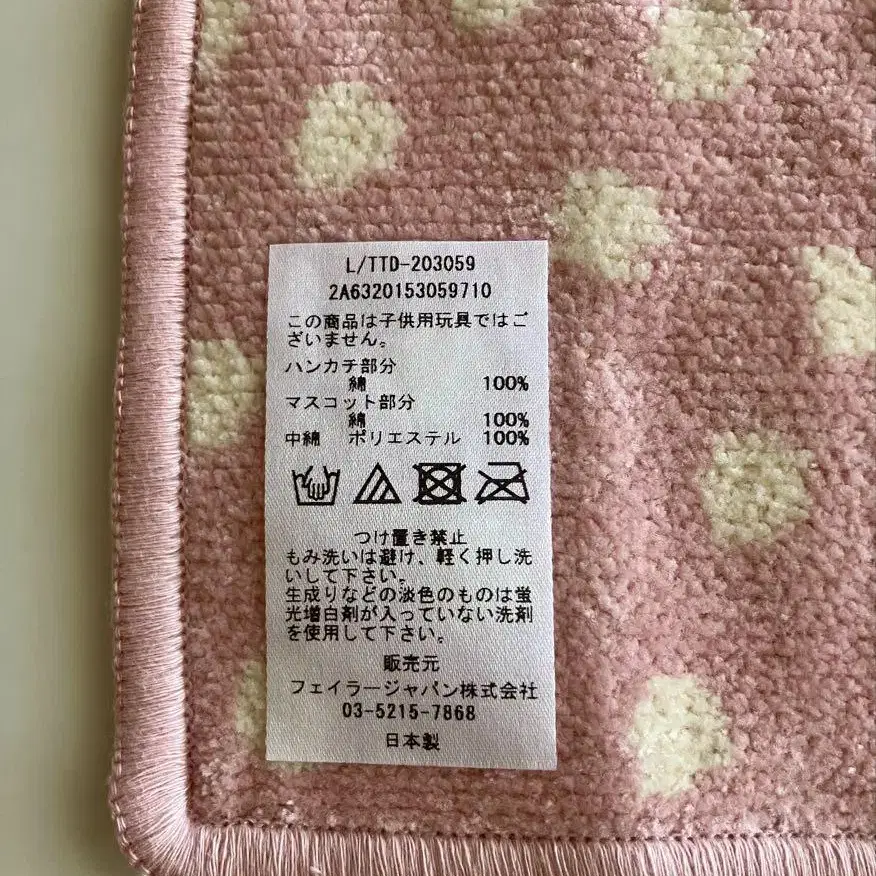 L/TTD-203059
2A6320153059710
この商品は子供用玩具ではご
ざいません。
ハンカチ部分
綿 100%
マスコット部分
綿 100%
中綿 ポリエステル 100%
つけ置き禁止
もみ洗いは避け、軽く押し洗
いして下さい。
生成りなどの淡色のものは蛍
光増白剤が入っていない洗剤
を使用して下さい。
販売元
フェイラージャパン株式会社
03-5215-7868
日本製